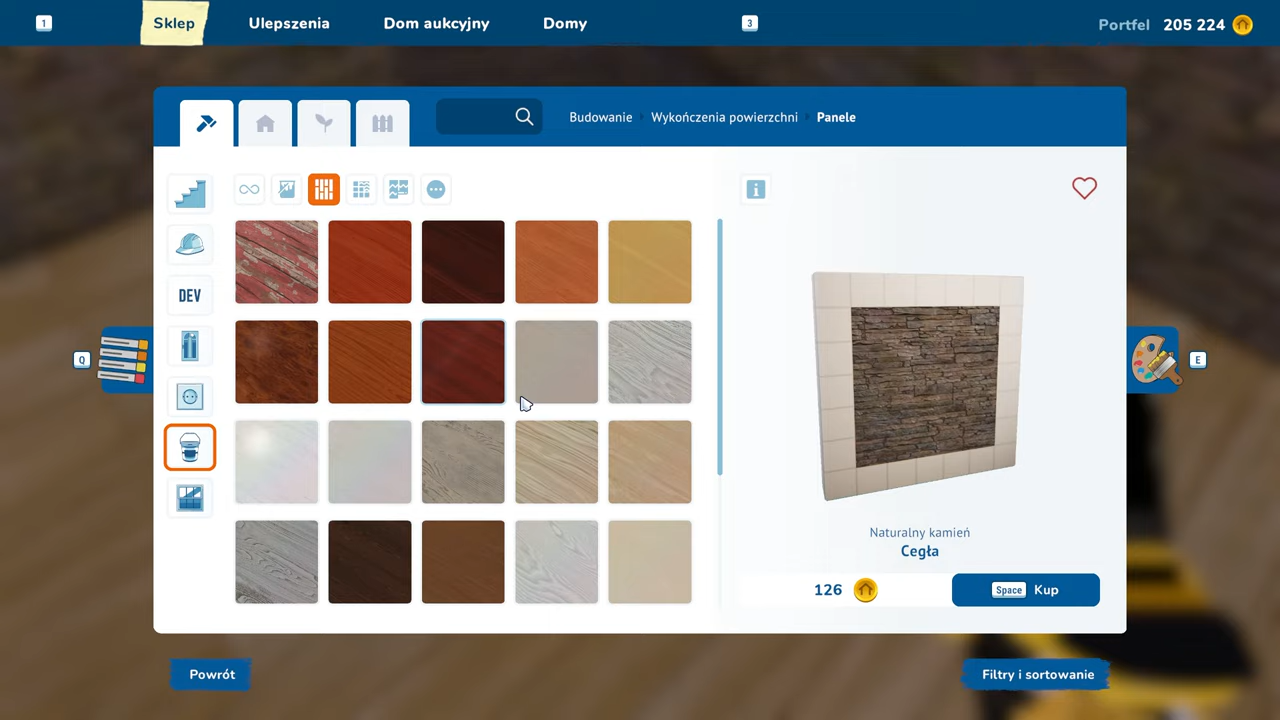 1
Sklep
Ulepszenia
Dom aukcyjny
Domy
3
Portfel 205 224
Budowanie Wykończenia powierzchni Panele
i
DEV
Q
E
Naturalny kamień
Cegła
126
Space Kup
Powrót
Filtry i sortowanie